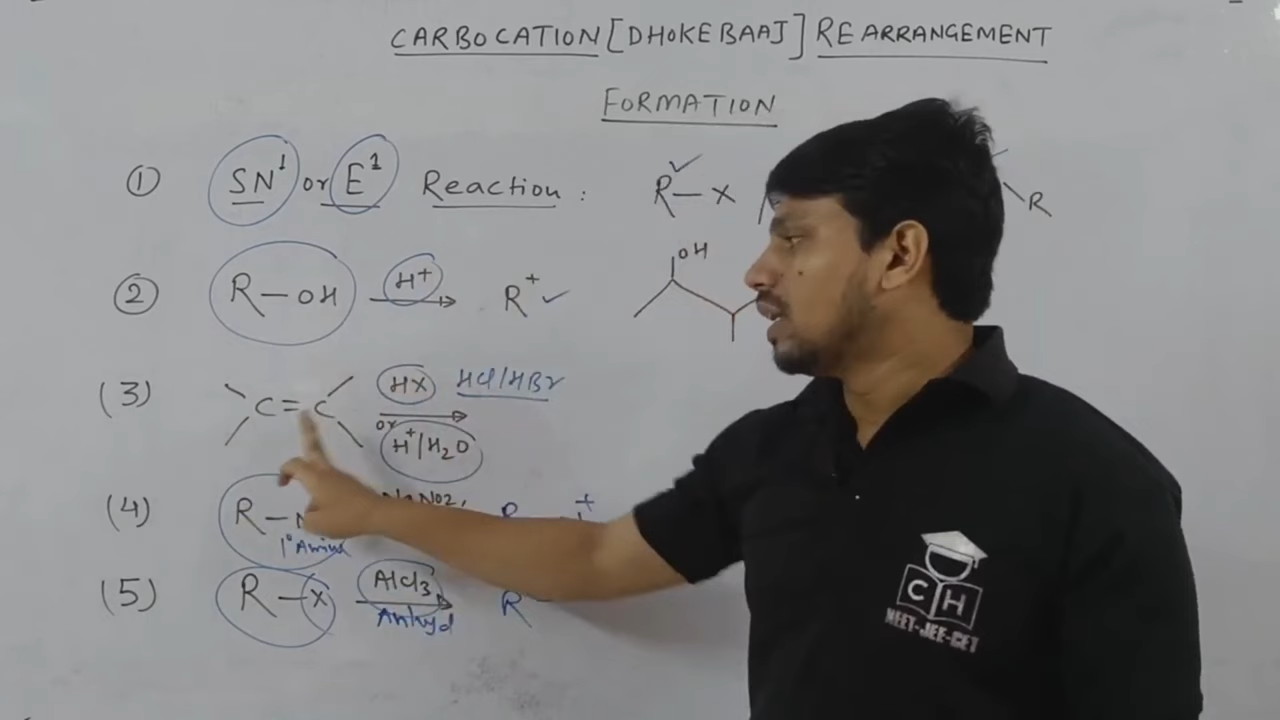 CARBOCATION [DHOKEBAAJ] REARRANGEMENT
FORMATION
① SN¹ or E¹ Reaction : R—X R
② R—OH H⁺ R⁺ OH
(3) C=C HX HCl/HBr
or
H⁺/H₂O
(4) R—
1° Amine
(5) R—X AlCl₃ R
Anhyd
CH
NEET-JEE-CET